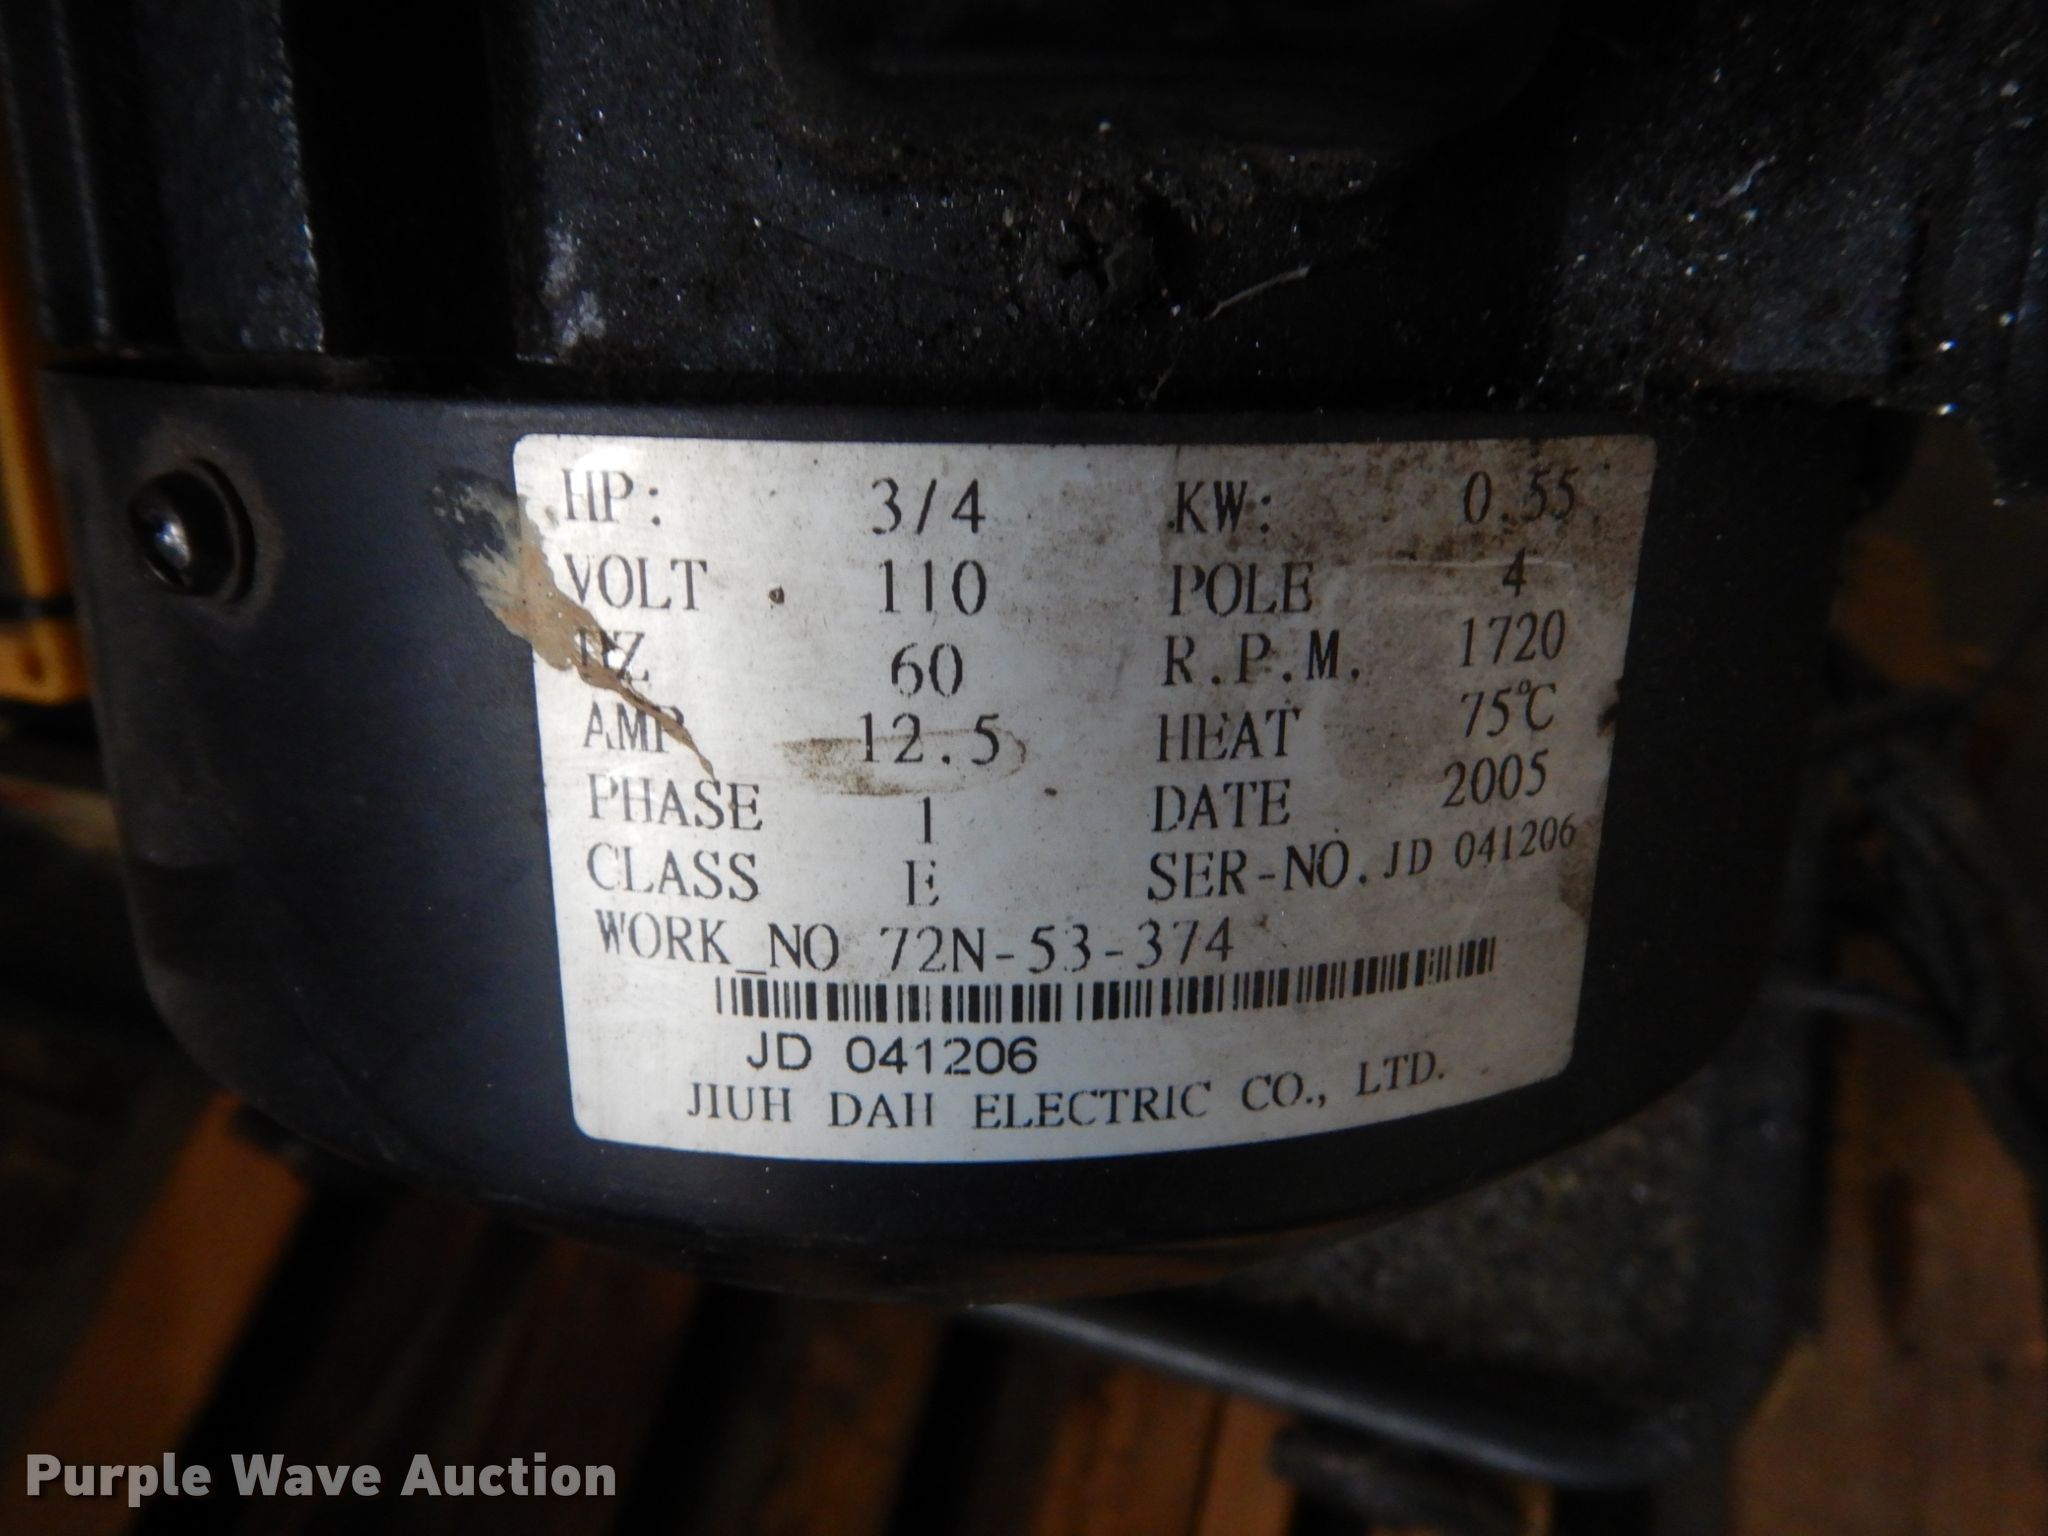 HP: 3/4 KW: 0.55
VOLT 110 POLE 4
HZ 60 R.P.M. 1720
AMP 12.5 HEAT 75℃
PHASE 1 DATE 2005
CLASS E SER-NO. JD 041206
WORK_NO 72N-53-374
JD 041206
JIUH DAH ELECTRIC CO., LTD.
Purple Wave Auction